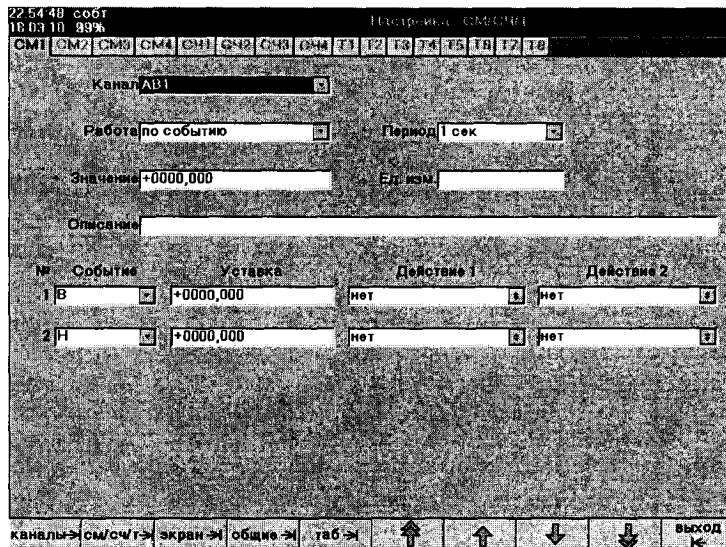 22:54:48 собт
18.03.10 99%
Настройка СМ/СЧ/Т
СМ1 СМ2 СМ3 СМ4 СЧ1 СЧ2 СЧ3 СЧ4 Т1 Т2 Т3 Т4 Т5 Т6 Т7 Т8
Канал АВ1
Работа по событию Период 1 сек
Значение +0000,000 Ед. изм.
Описание
№ Событие Уставка Действие 1 Действие 2
1 В +0000,000 нет нет
2 Н +0000,000 нет нет
каналы см/сч/т экран общие таб выход